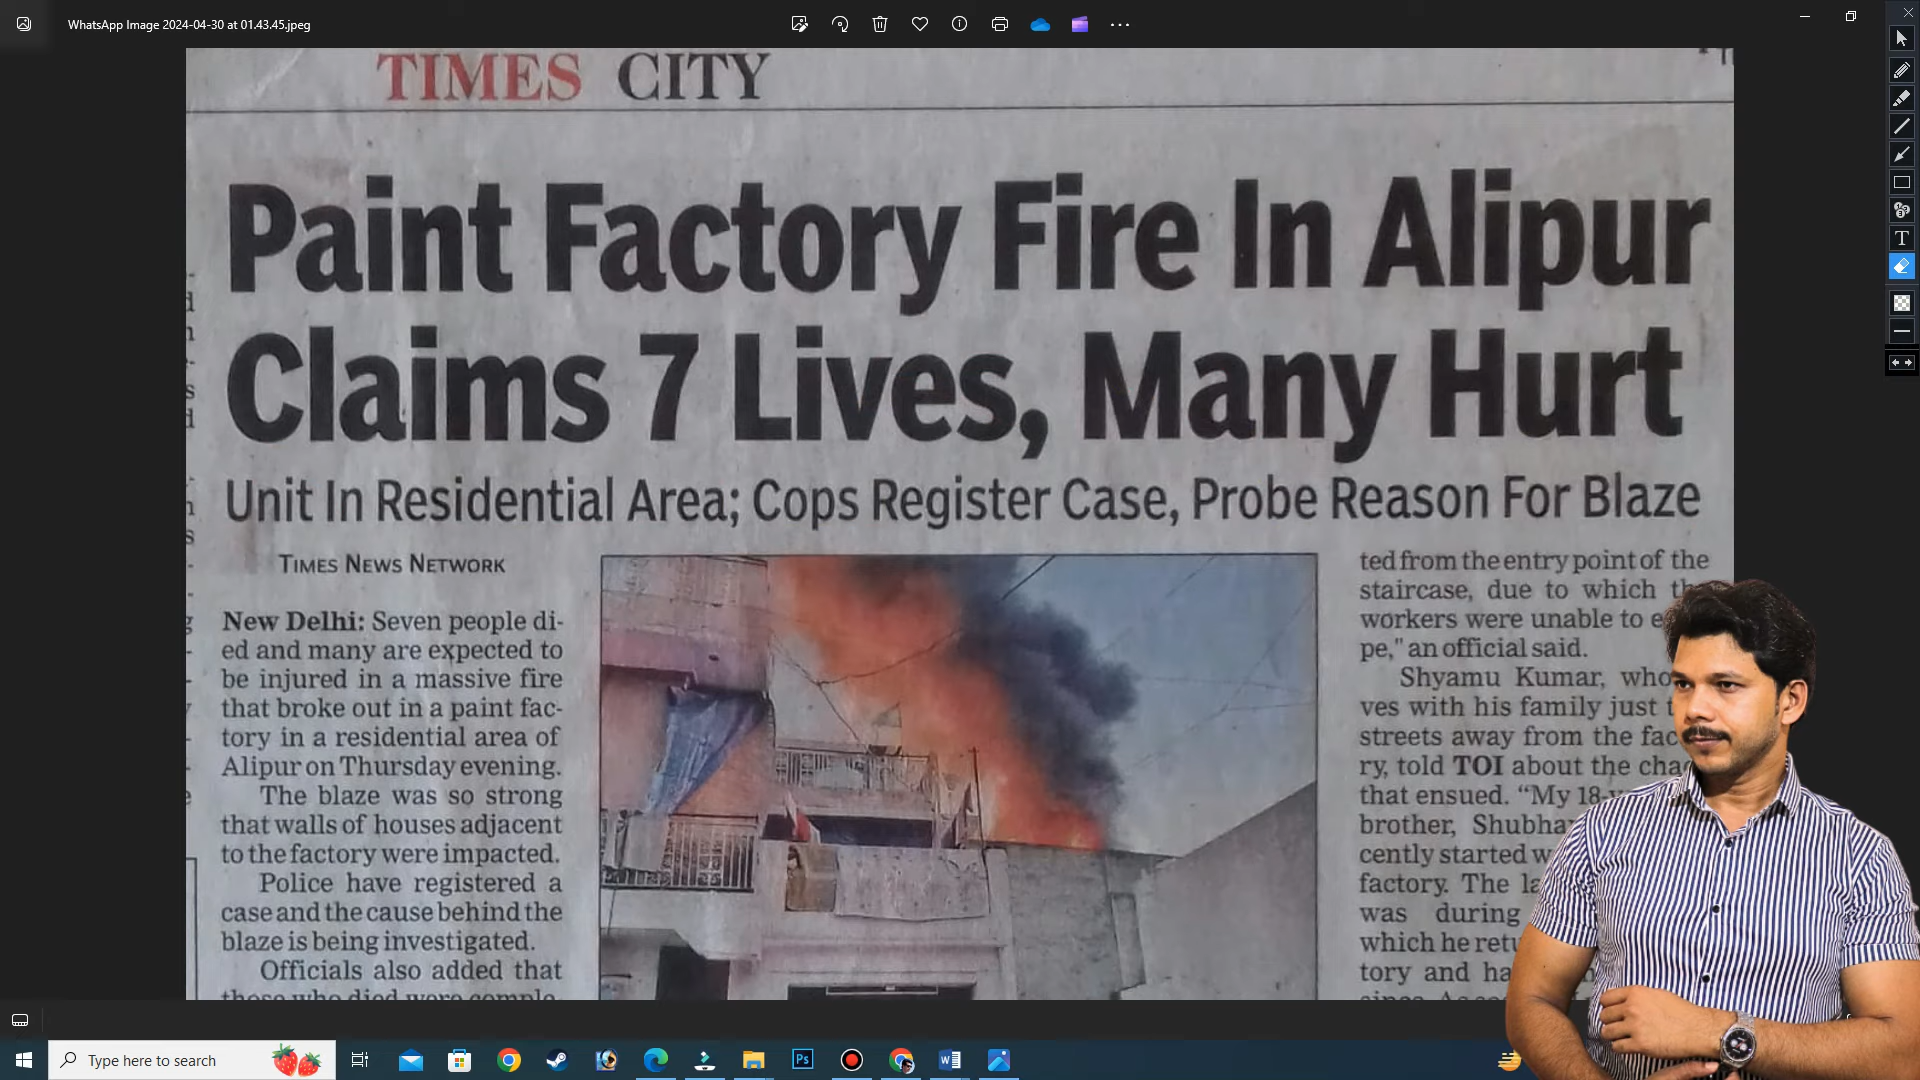 WhatsApp Image 2024-04-30 at 01.43.45.jpeg
TIMES CITY
Paint Factory Fire In Alipur
Claims 7 Lives, Many Hurt
Unit In Residential Area; Cops Register Case, Probe Reason For Blaze
TIMES NEWS NETWORK
New Delhi: Seven people di-
ed and many are expected to
be injured in a massive fire
that broke out in a paint fac-
tory in a residential area of
Alipur on Thursday evening.
The blaze was so strong
that walls of houses adjacent
to the factory were impacted.
Police have registered a
case and the cause behind the
blaze is being investigated.
Officials also added that
those who died were comple-
ted from the entry point of the
staircase, due to which
workers were unable to
pe," an official said.
Shyamu Kumar, who
ves with his family just
streets away from the
ry, told TOI about the
that ensued. “My
brother,
cently started
factory. The
was during
which he
tory and
Type here to search